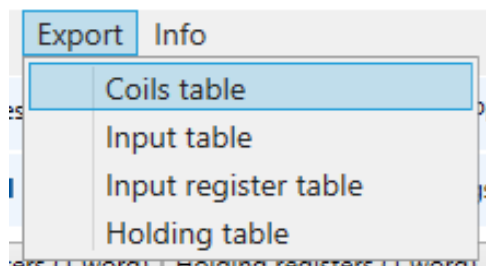 Export Info
Coils table
Input table
Input register table
Holding table